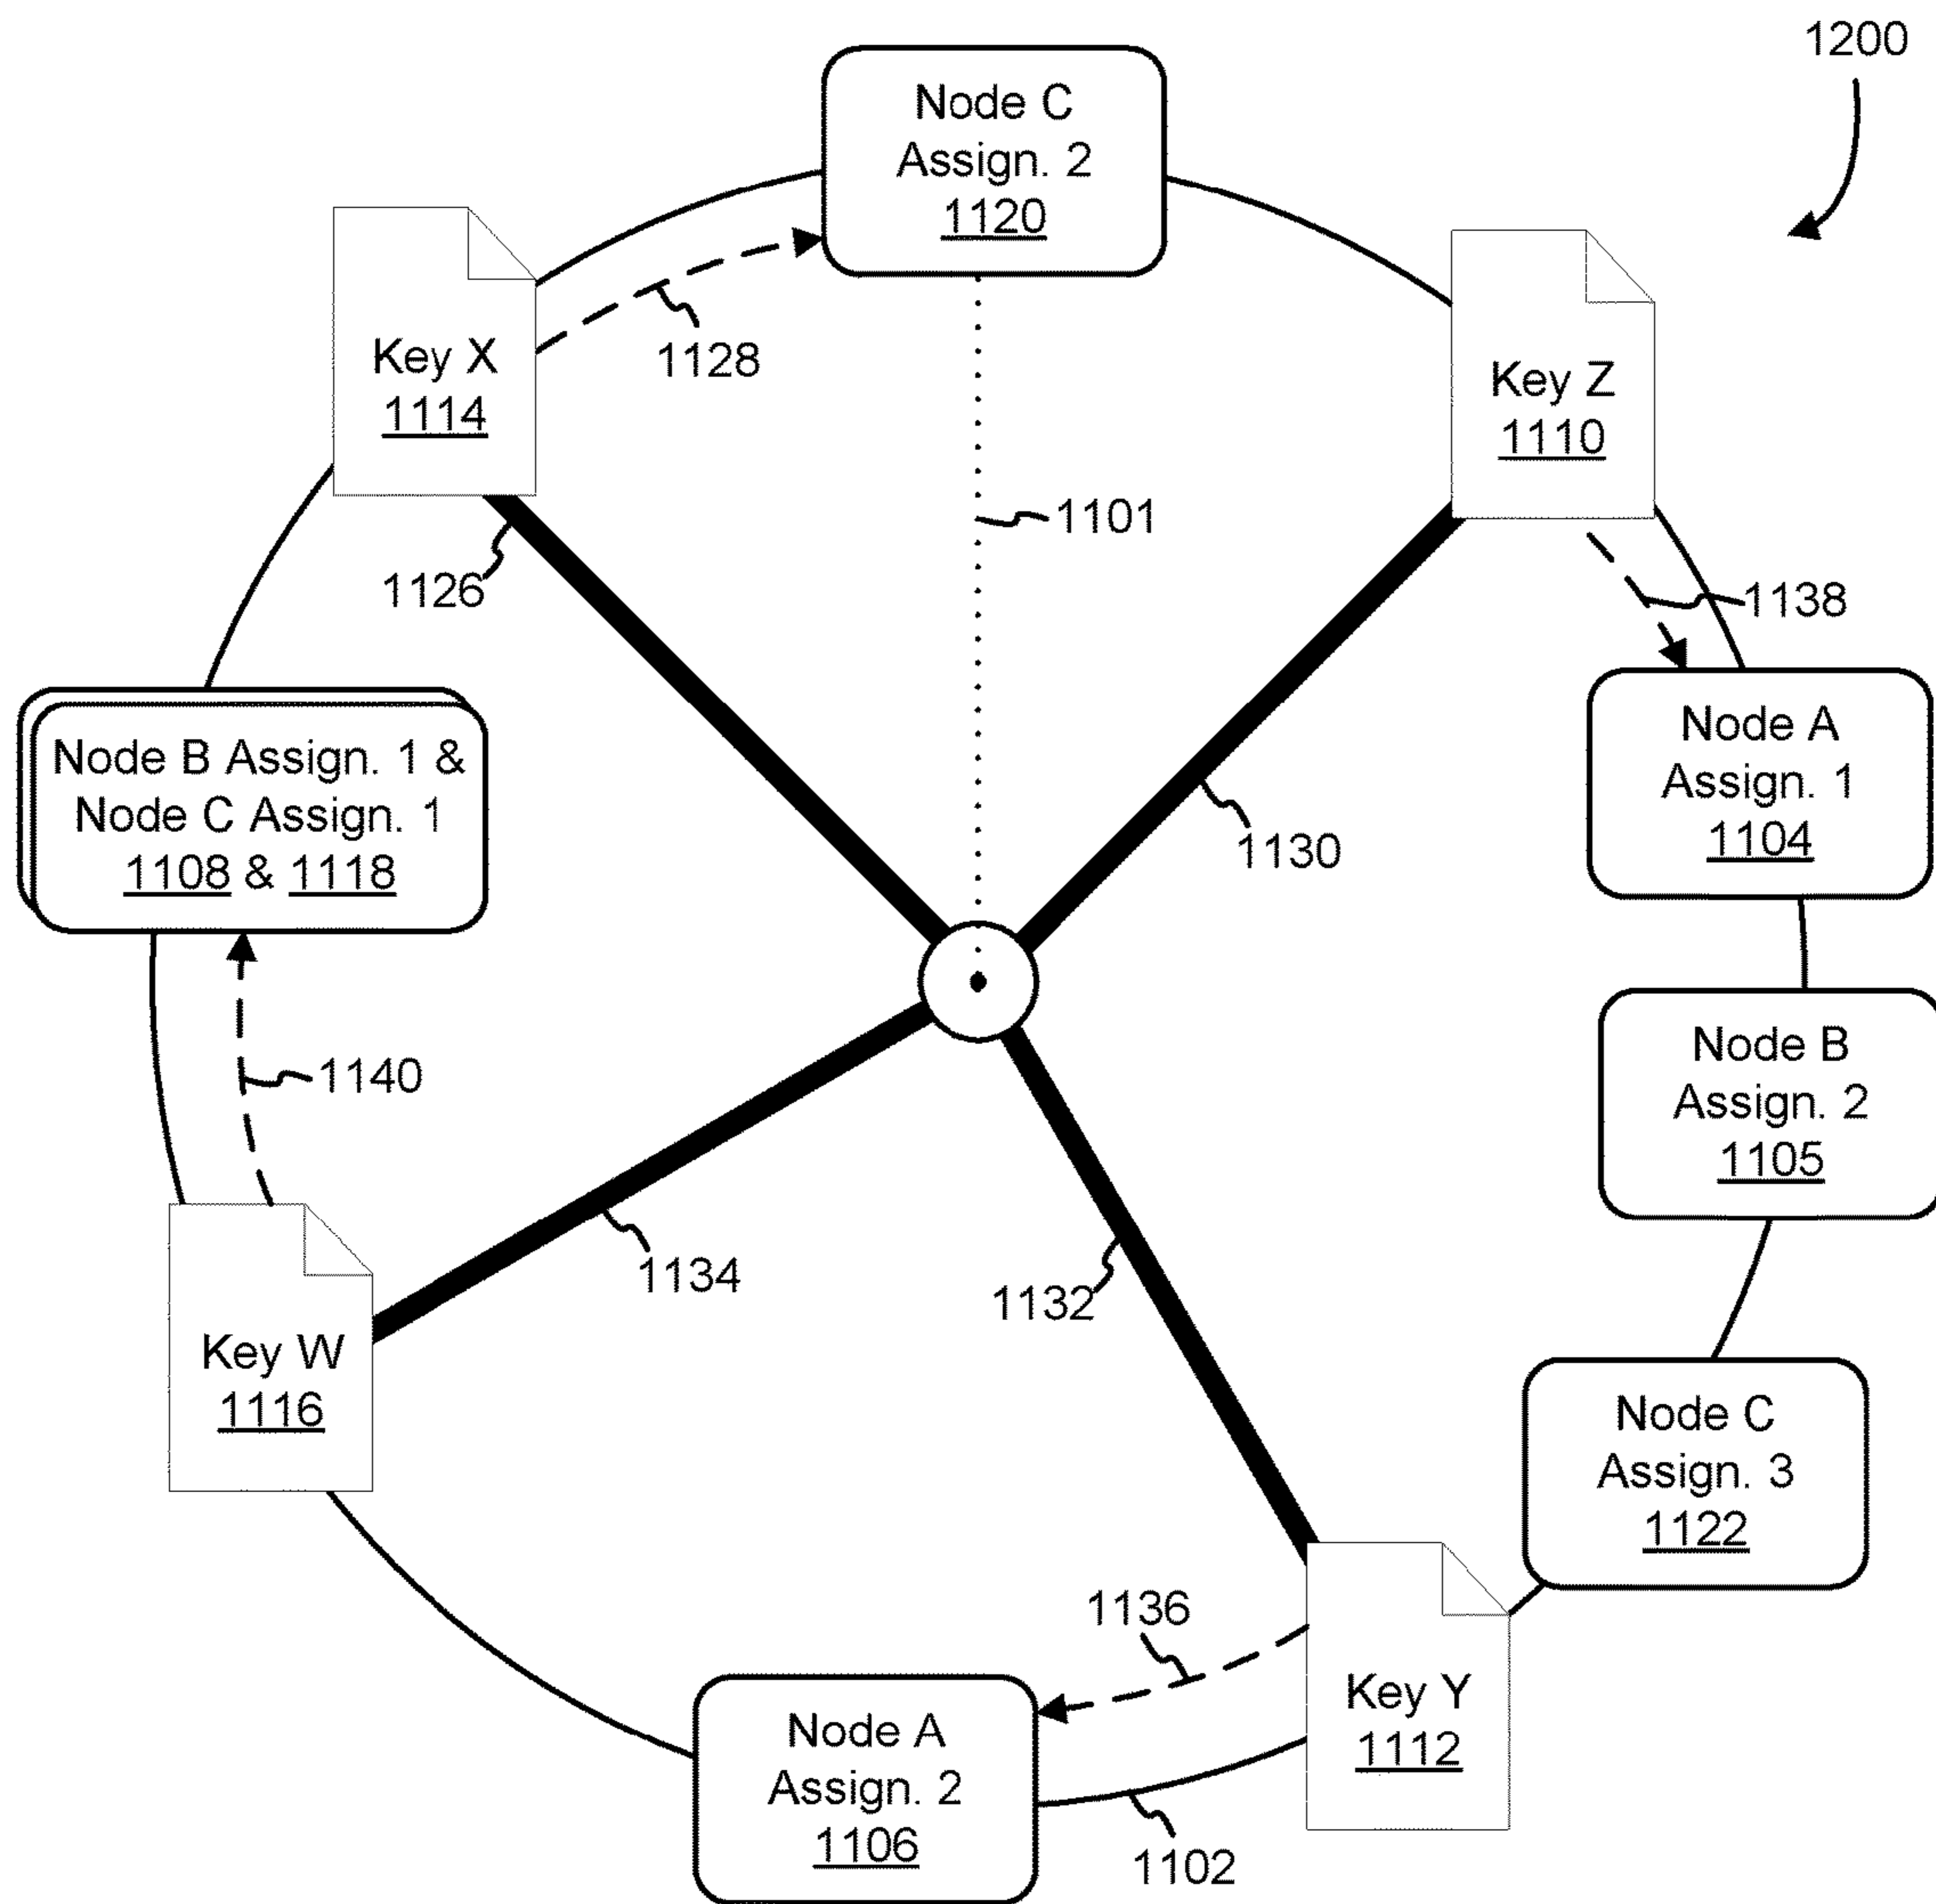 1200
Node C
Assign. 2
1120
Key X
1114
1128
Key Z
1110
1101
1126
1138
Node B Assign. 1 &
Node C Assign. 1
1108 & 1118
1130
Node A
Assign. 1
1104
1140
Node B
Assign. 2
1105
1134
1132
Key W
1116
Node C
Assign. 3
1122
1136
Node A
Assign. 2
1106
Key Y
1112
1102